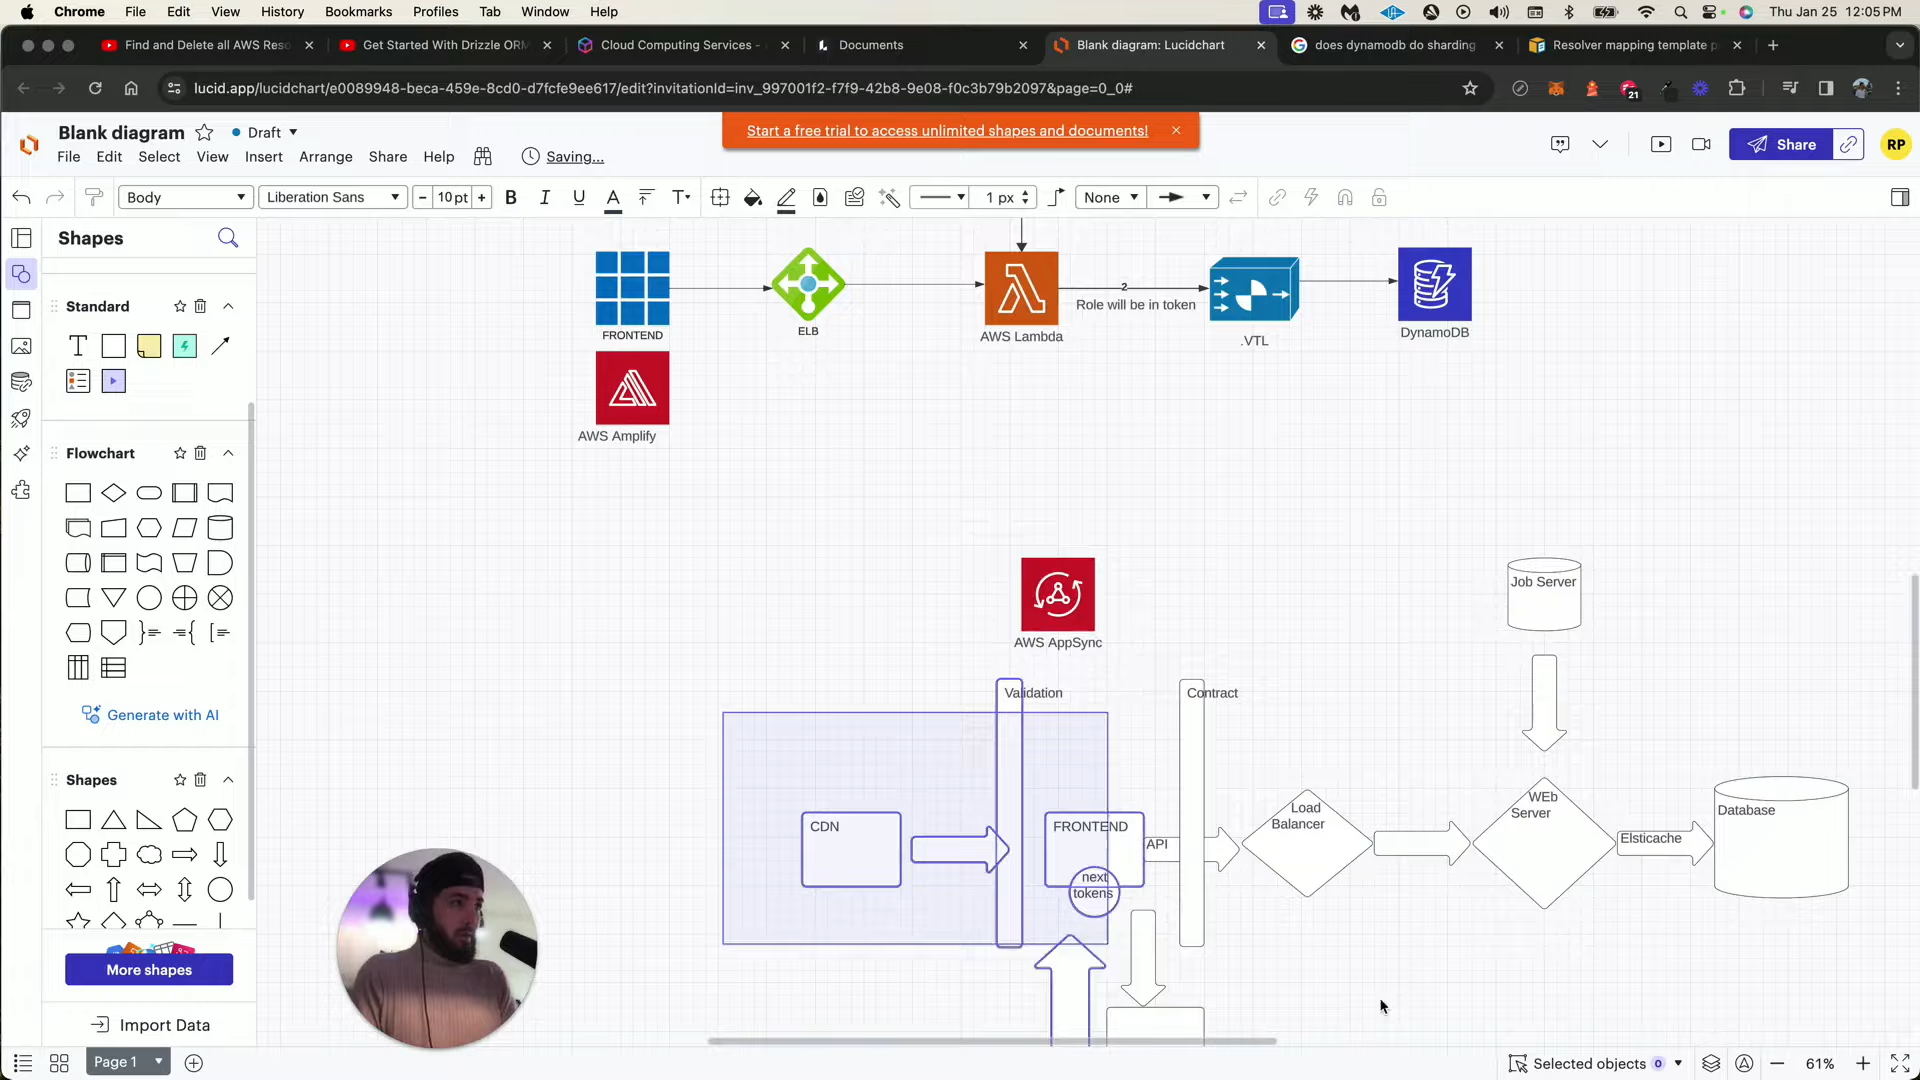 Chrome File Edit View History Bookmarks Profiles Tab Window Help
Thu Jan 25 12:05 PM
Find and Delete all AWS Reso
Get Started With Drizzle ORM
Cloud Computing Services -
Documents
Blank diagram: Lucidchart
does dynamodb do sharding
Resolver mapping template p
lucid.app/lucidchart/e0089948-beca-459e-8cd0-d7fcfe9ee617/edit?invitationId=inv_997001f2-f7f9-42b8-9e08-f0c3b79b2097&page=0_0#
21
Blank diagram
Draft
Start a free trial to access unlimited shapes and documents!
Share
RP
File Edit Select View Insert Arrange Share Help
Saving...
Body
Liberation Sans
10 pt
B I U A T
1 px
None
Shapes
Standard
T
Flowchart
Generate with AI
Shapes
More shapes
Import Data
FRONTEND
ELB
AWS Lambda
2
Role will be in token
.VTL
DynamoDB
AWS Amplify
AWS AppSync
Job Server
Validation
Contract
CDN
FRONTEND
next
tokens
API
Load
Balancer
WEb
Server
Elsticache
Database
Page 1
Selected objects 0
61%